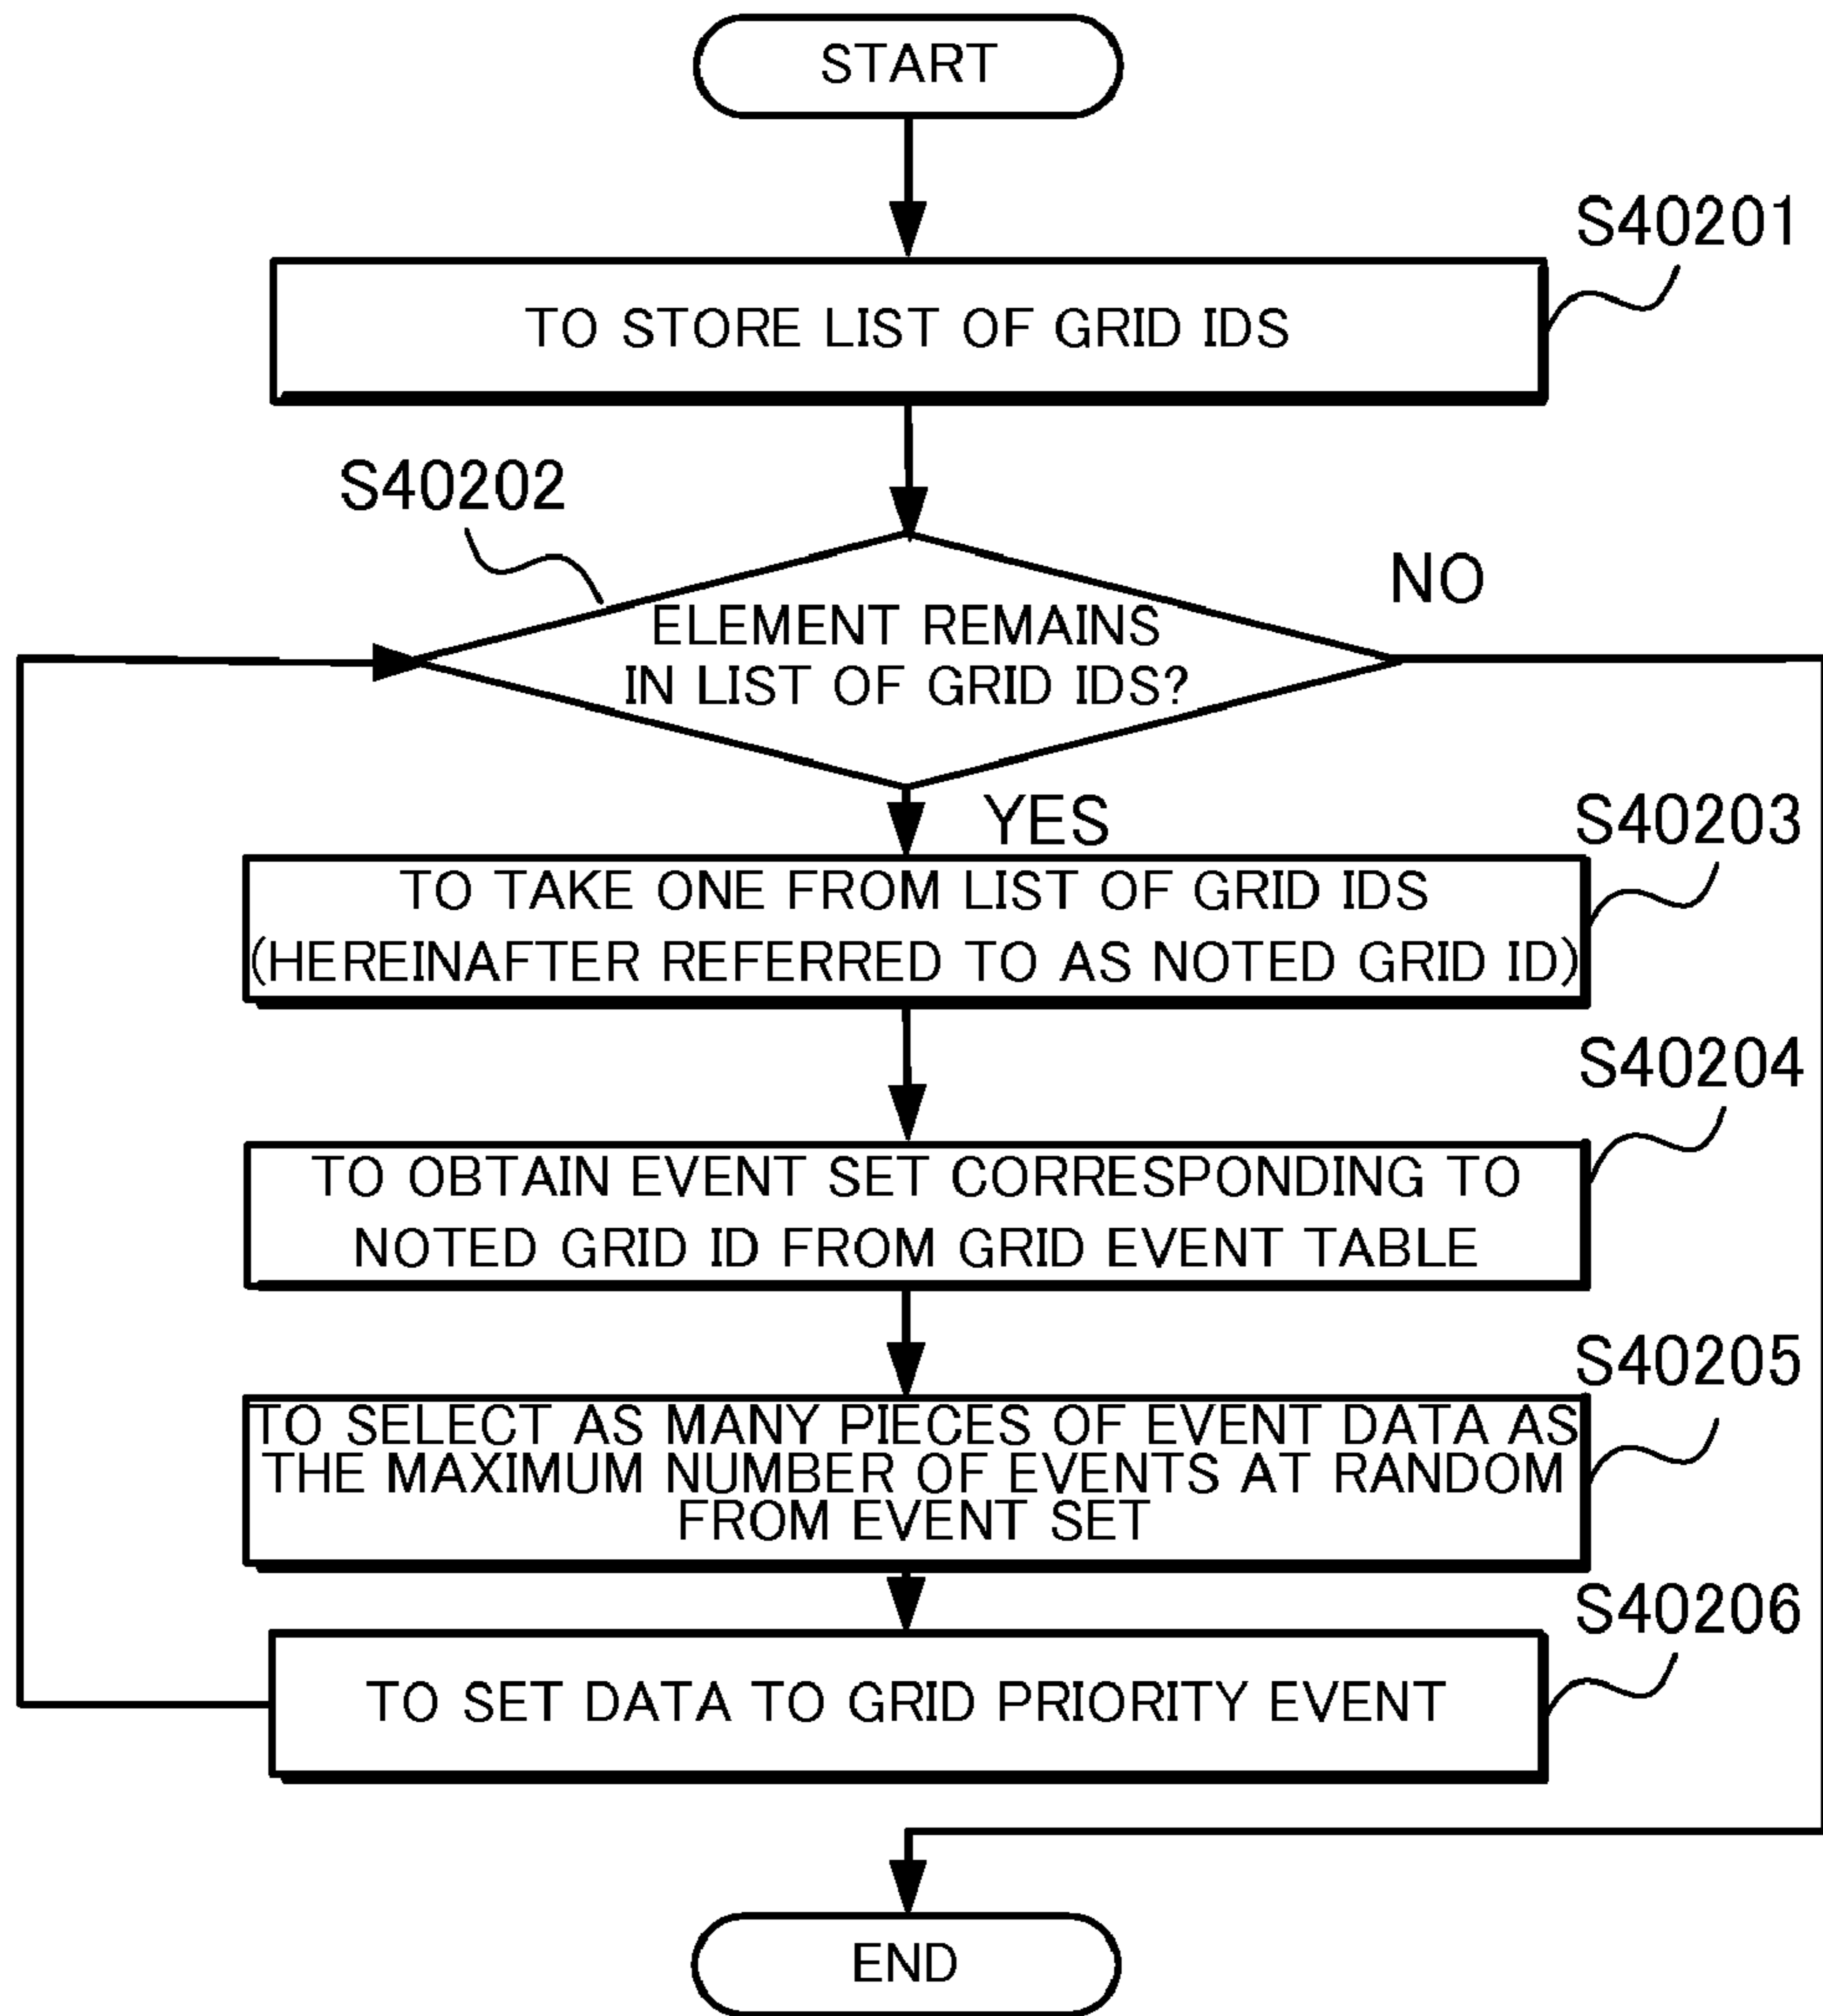 START
S40201
TO STORE LIST OF GRID IDS
S40202
NO
ELEMENT REMAINS
IN LIST OF GRID IDS?
YES
S40203
TO TAKE ONE FROM LIST OF GRID IDS
(HEREINAFTER REFERRED TO AS NOTED GRID ID)
S40204
TO OBTAIN EVENT SET CORRESPONDING TO
NOTED GRID ID FROM GRID EVENT TABLE
S40205
TO SELECT AS MANY PIECES OF EVENT DATA AS
THE MAXIMUM NUMBER OF EVENTS AT RANDOM
FROM EVENT SET
S40206
TO SET DATA TO GRID PRIORITY EVENT
END